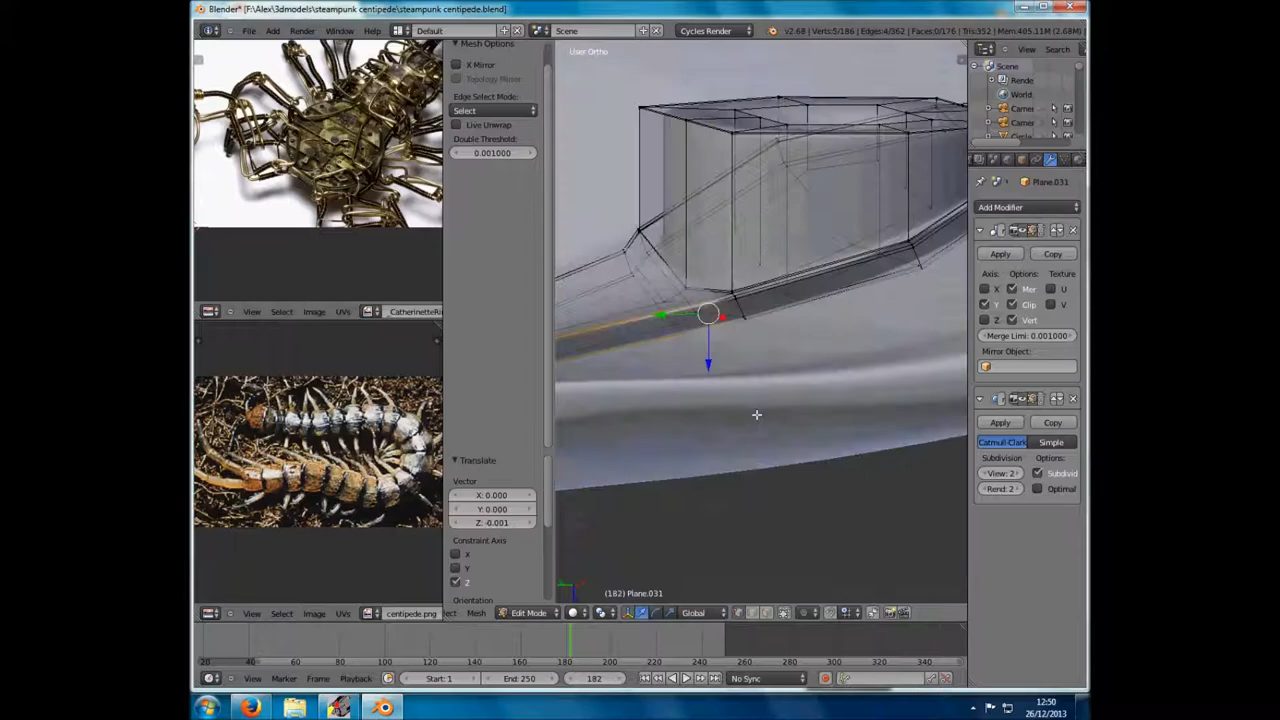 Blender* [F:\Alex\3dmodels\steampunk centipede\steampunk centipede.blend]
File Add Render Window Help Default Scene Cycles Render v2.68 | Verts:5/186 | Edges:4/362 | Faces:0/176 | Tris:352 | Mem:405.11M (2.68M) View Search
Mesh Options
User Ortho
X Mirror
Topology Mirror
Edge Select Mode:
Select
Live Unwrap
Double Threshold:
0.001000
Scene
Rende
World
Camer
Camer
Circle
Plane.031
Add Modifier
Apply Copy
Axis: Options: Texture
X Mer U
Y Clip V
Z Vert
Merge Limi: 0.001000
Mirror Object:
Apply Copy
Catmull-Clark Simple
Subdivision Options:
View: 2 Subdivid
Rend: 2 Optimal
View Select Image UVs
Translate
Vector
X: 0.000
Y: 0.000
Z: -0.001
Constraint Axis
X
Y
Z
Orientation
(182) Plane.031
View Select Image UVs centipede.png ect Mesh Edit Mode Global
20 40 60 80 100 120 140 160 180 200 220 240 260 280 300 320 340
View Marker Frame Playback Start: 1 End: 250 182 No Sync
12:50
26/12/2013